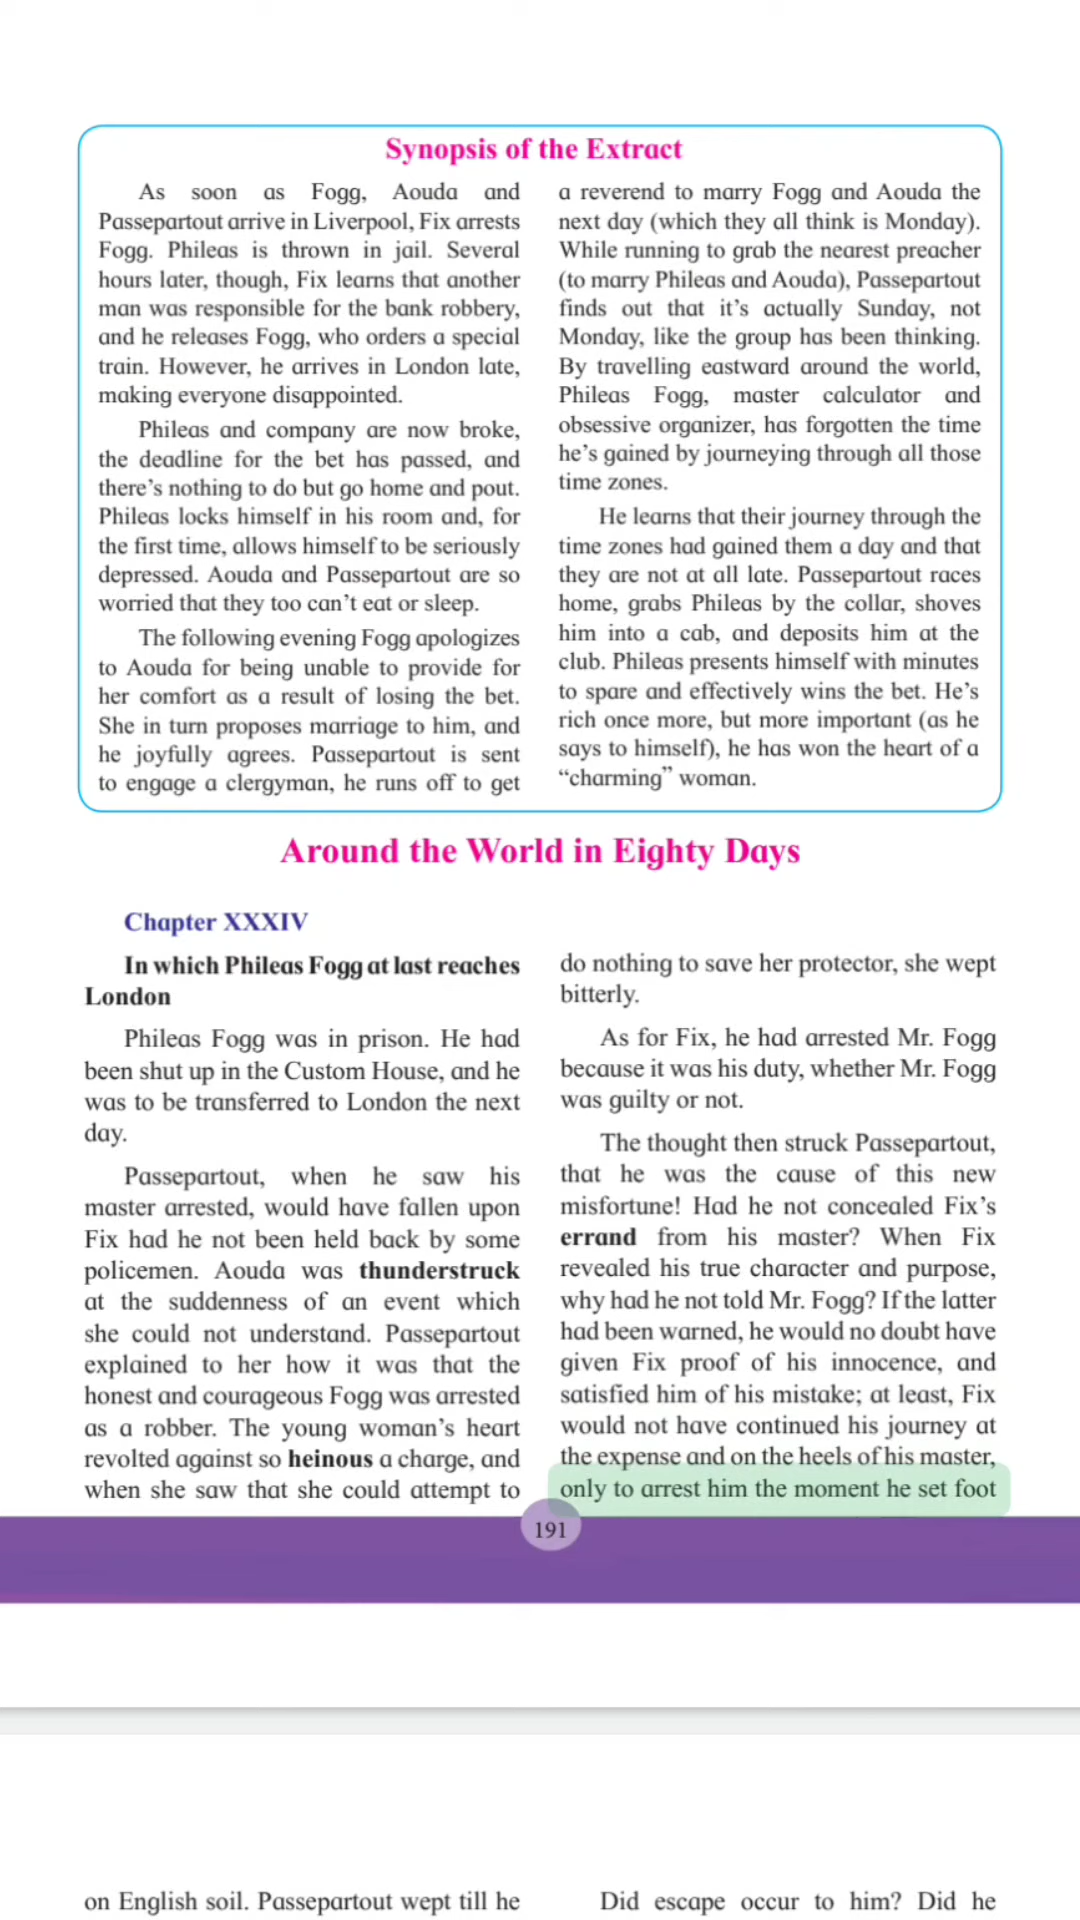 Synopsis of the Extract
As soon as Fogg, Aouda and
Passepartout arrive in Liverpool, Fix arrests
Fogg. Phileas is thrown in jail. Several
hours later, though, Fix learns that another
man was responsible for the bank robbery,
and he releases Fogg, who orders a special
train. However, he arrives in London late,
making everyone disappointed.
Phileas and company are now broke,
the deadline for the bet has passed, and
there’s nothing to do but go home and pout.
Phileas locks himself in his room and, for
the first time, allows himself to be seriously
depressed. Aouda and Passepartout are so
worried that they too can’t eat or sleep.
The following evening Fogg apologizes
to Aouda for being unable to provide for
her comfort as a result of losing the bet.
She in turn proposes marriage to him, and
he joyfully agrees. Passepartout is sent
to engage a clergyman, he runs off to get
a reverend to marry Fogg and Aouda the
next day (which they all think is Monday).
While running to grab the nearest preacher
(to marry Phileas and Aouda), Passepartout
finds out that it’s actually Sunday, not
Monday, like the group has been thinking.
By travelling eastward around the world,
Phileas Fogg, master calculator and
obsessive organizer, has forgotten the time
he’s gained by journeying through all those
time zones.
He learns that their journey through the
time zones had gained them a day and that
they are not at all late. Passepartout races
home, grabs Phileas by the collar, shoves
him into a cab, and deposits him at the
club. Phileas presents himself with minutes
to spare and effectively wins the bet. He’s
rich once more, but more important (as he
says to himself), he has won the heart of a
“charming” woman.
Around the World in Eighty Days
Chapter XXXIV
In which Phileas Fogg at last reaches
London
Phileas Fogg was in prison. He had
been shut up in the Custom House, and he
was to be transferred to London the next
day.
Passepartout, when he saw his
master arrested, would have fallen upon
Fix had he not been held back by some
policemen. Aouda was thunderstruck
at the suddenness of an event which
she could not understand. Passepartout
explained to her how it was that the
honest and courageous Fogg was arrested
as a robber. The young woman’s heart
revolted against so heinous a charge, and
when she saw that she could attempt to
do nothing to save her protector, she wept
bitterly.
As for Fix, he had arrested Mr. Fogg
because it was his duty, whether Mr. Fogg
was guilty or not.
The thought then struck Passepartout,
that he was the cause of this new
misfortune! Had he not concealed Fix’s
errand from his master? When Fix
revealed his true character and purpose,
why had he not told Mr. Fogg? If the latter
had been warned, he would no doubt have
given Fix proof of his innocence, and
satisfied him of his mistake; at least, Fix
would not have continued his journey at
the expense and on the heels of his master,
only to arrest him the moment he set foot
191
on English soil. Passepartout wept till he
Did escape occur to him? Did he